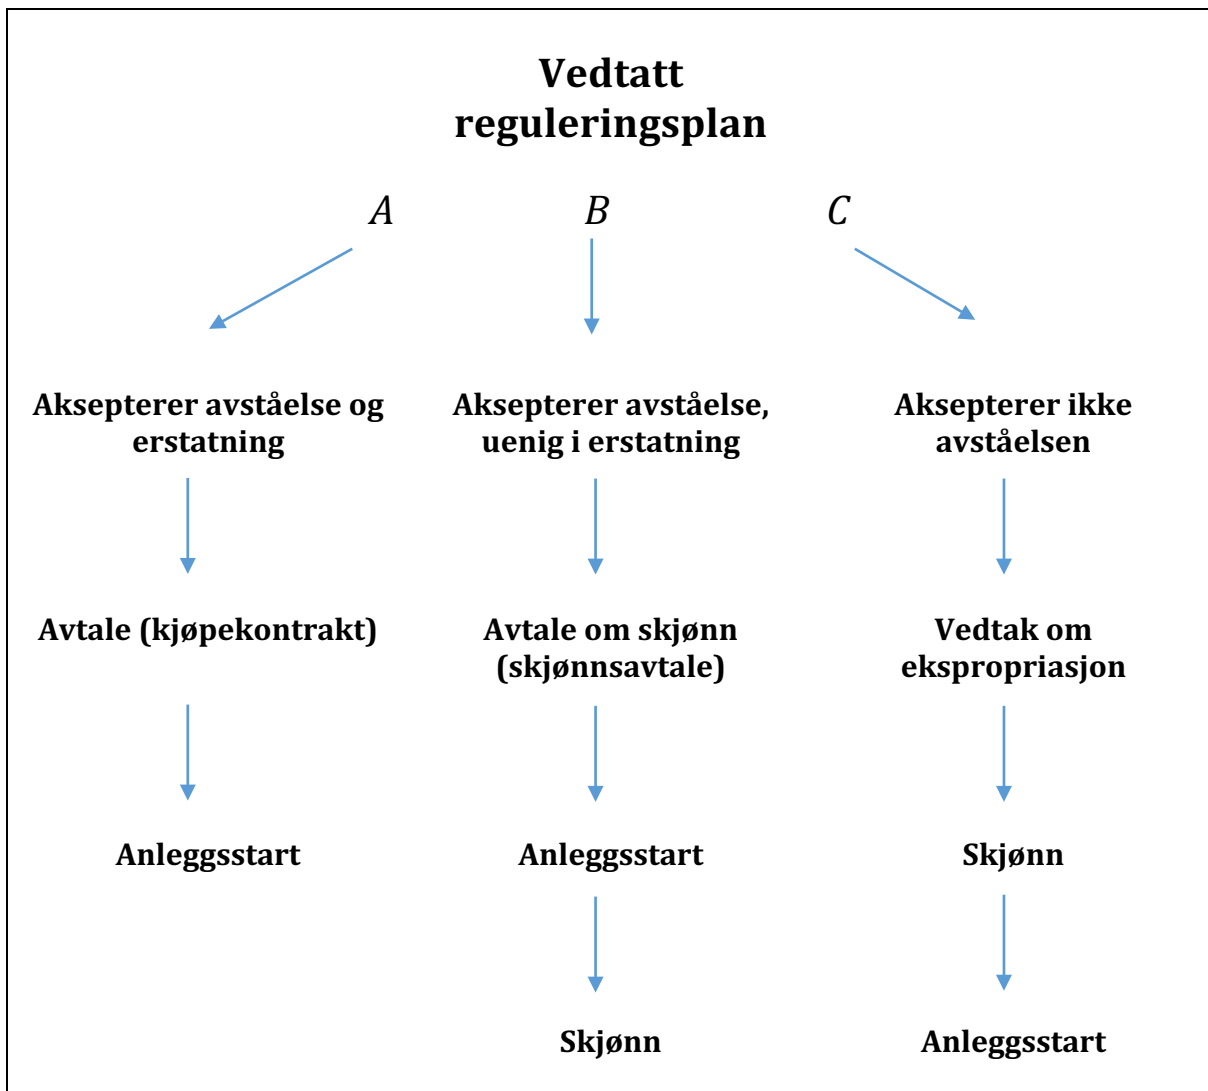 Vedtatt
reguleringsplan
A
B
C
Aksepterer avståelse og
erstatning
Aksepterer avståelse,
uenig i erstatning
Aksepterer ikke
avståelsen
Avtale (kjøpekontrakt)
Avtale om skjønn
(skjønnsavtale)
Vedtak om
ekspropriasjon
Anleggsstart
Anleggsstart
Skjønn
Skjønn
Anleggsstart